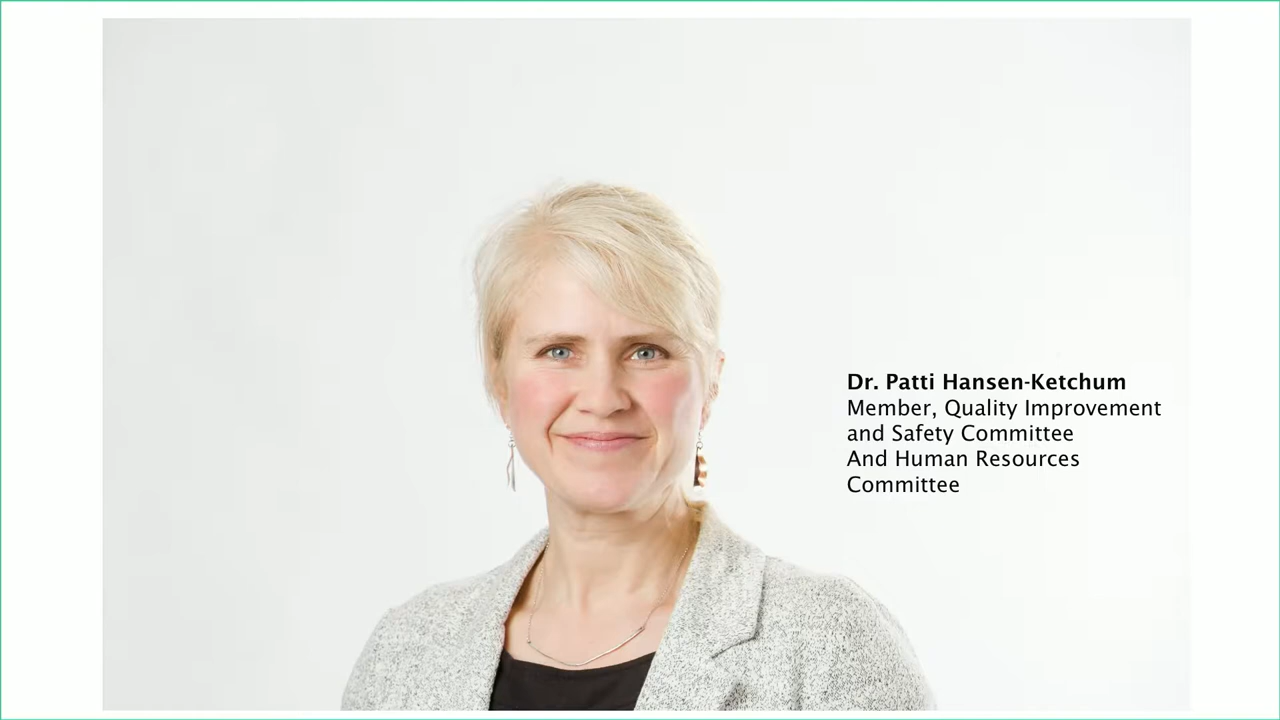 Dr. Patti Hansen-Ketchum
Member, Quality Improvement
and Safety Committee
And Human Resources
Committee